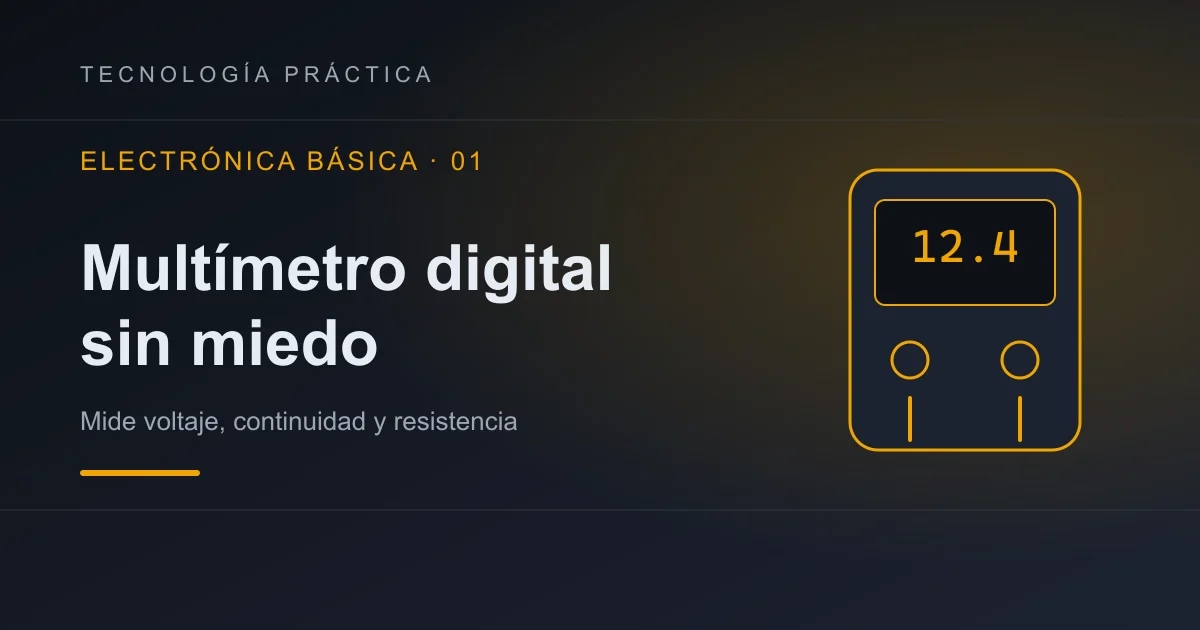 TECNOLOGÍA PRÁCTICA
ELECTRÓNICA BÁSICA · 01
Multímetro digital
sin miedo
Mide voltaje, continuidad y resistencia
12.4